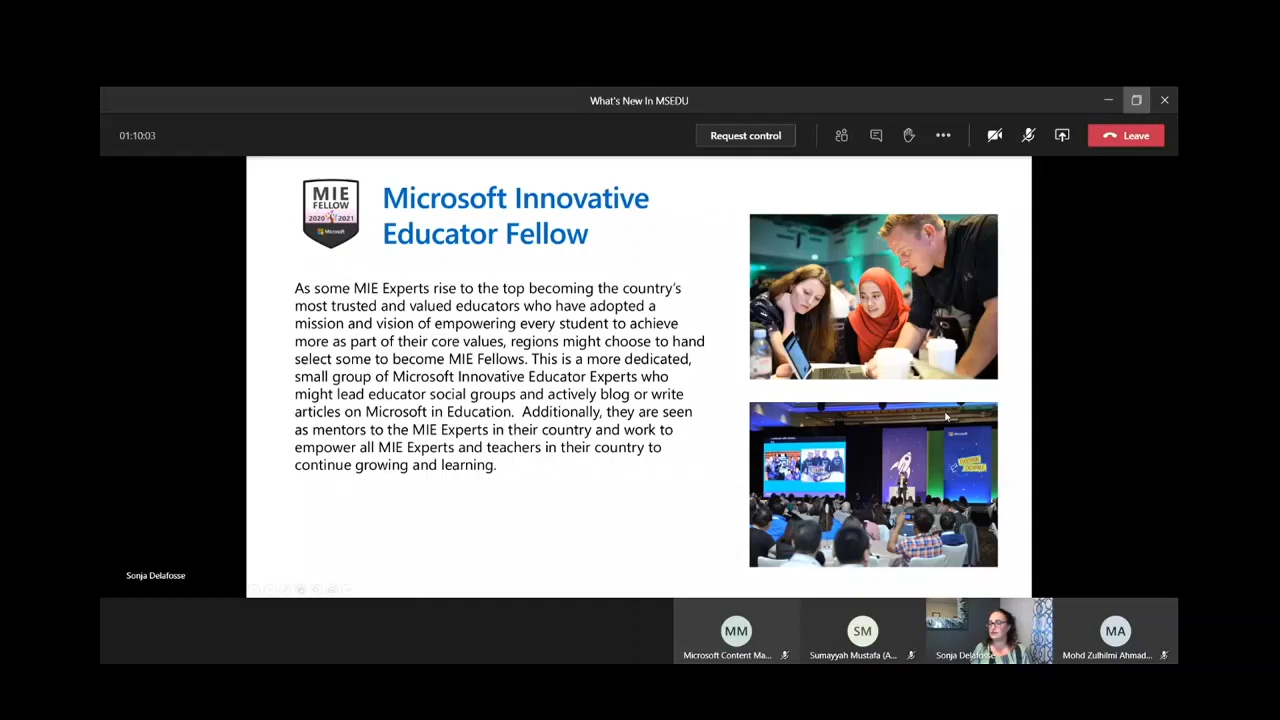 What's New In MSEDU
01:10:03
Request control
Leave
MIE
FELLOW
2020 2021
Microsoft
Microsoft Innovative
Educator Fellow
As some MIE Experts rise to the top becoming the country's
most trusted and valued educators who have adopted a
mission and vision of empowering every student to achieve
more as part of their core values, regions might choose to hand
select some to become MIE Fellows. This is a more dedicated,
small group of Microsoft Innovative Educator Experts who
might lead educator social groups and actively blog or write
articles on Microsoft in Education. Additionally, they are seen
as mentors to the MIE Experts in their country and work to
empower all MIE Experts and teachers in their country to
continue growing and learning.
Microsoft
Sonja Delafosse
MM
SM
MA
Microsoft Content Ma...
Sumayyah Mustafa (A...
Sonja Delafosse
Mohd Zulhilmi Ahmad...